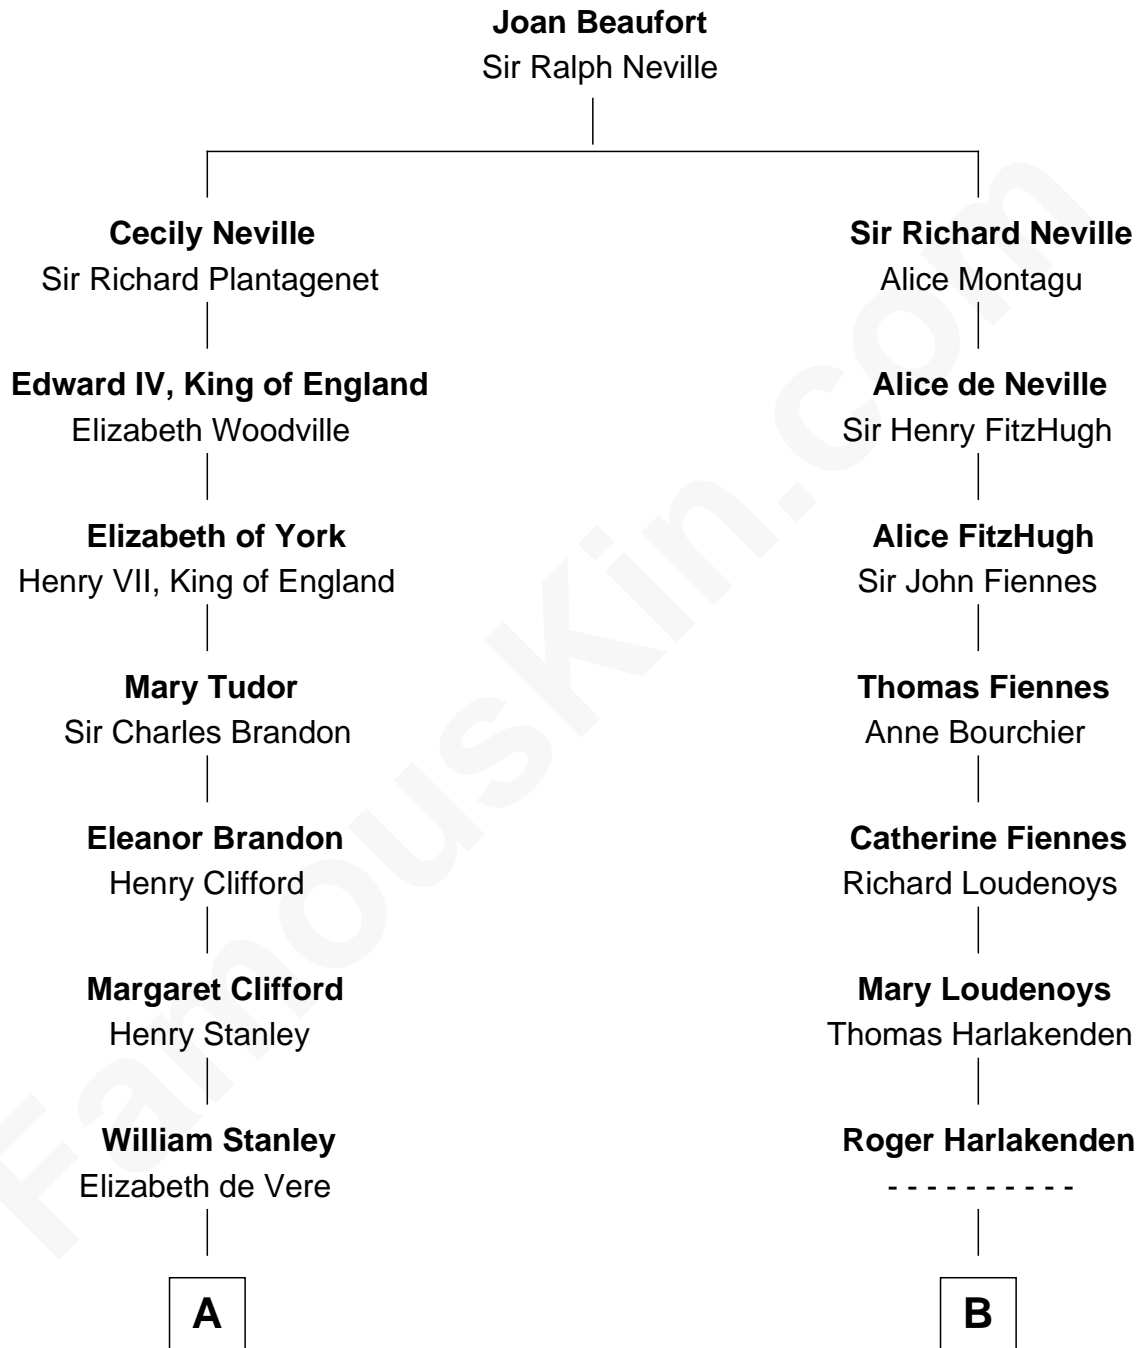 Joan Beaufort
Sir Ralph Neville
Cecily Neville
Sir Richard Plantagenet
Sir Richard Neville
Alice Montagu
Edward IV, King of England
Elizabeth Woodville
Alice de Neville
Sir Henry FitzHugh
Elizabeth of York
Henry VII, King of England
Alice FitzHugh
Sir John Fiennes
Mary Tudor
Sir Charles Brandon
Thomas Fiennes
Anne Bourchier
Eleanor Brandon
Henry Clifford
Catherine Fiennes
Richard Loudenoys
Margaret Clifford
Henry Stanley
Mary Loudenoys
Thomas Harlakenden
William Stanley
Elizabeth de Vere
Roger Harlakenden
- - - - - - - - - -
A
B
FamousKin.com